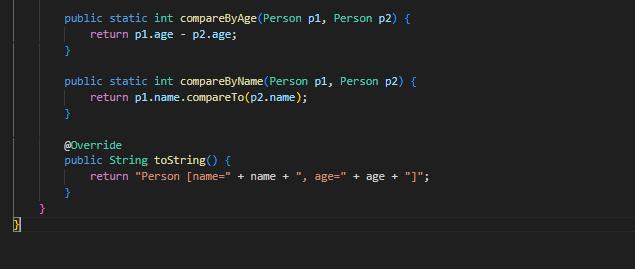 public static int compareByAge(Person p1, Person p2) {
return p1.age - p2.age;
}
public static int compareByName(Person p1, Person p2) {
return p1.name.compareTo(p2.name);
}
@Override
public String toString() {
return "Person [name=" + name + ", age=" + age + "]";
}
}
}